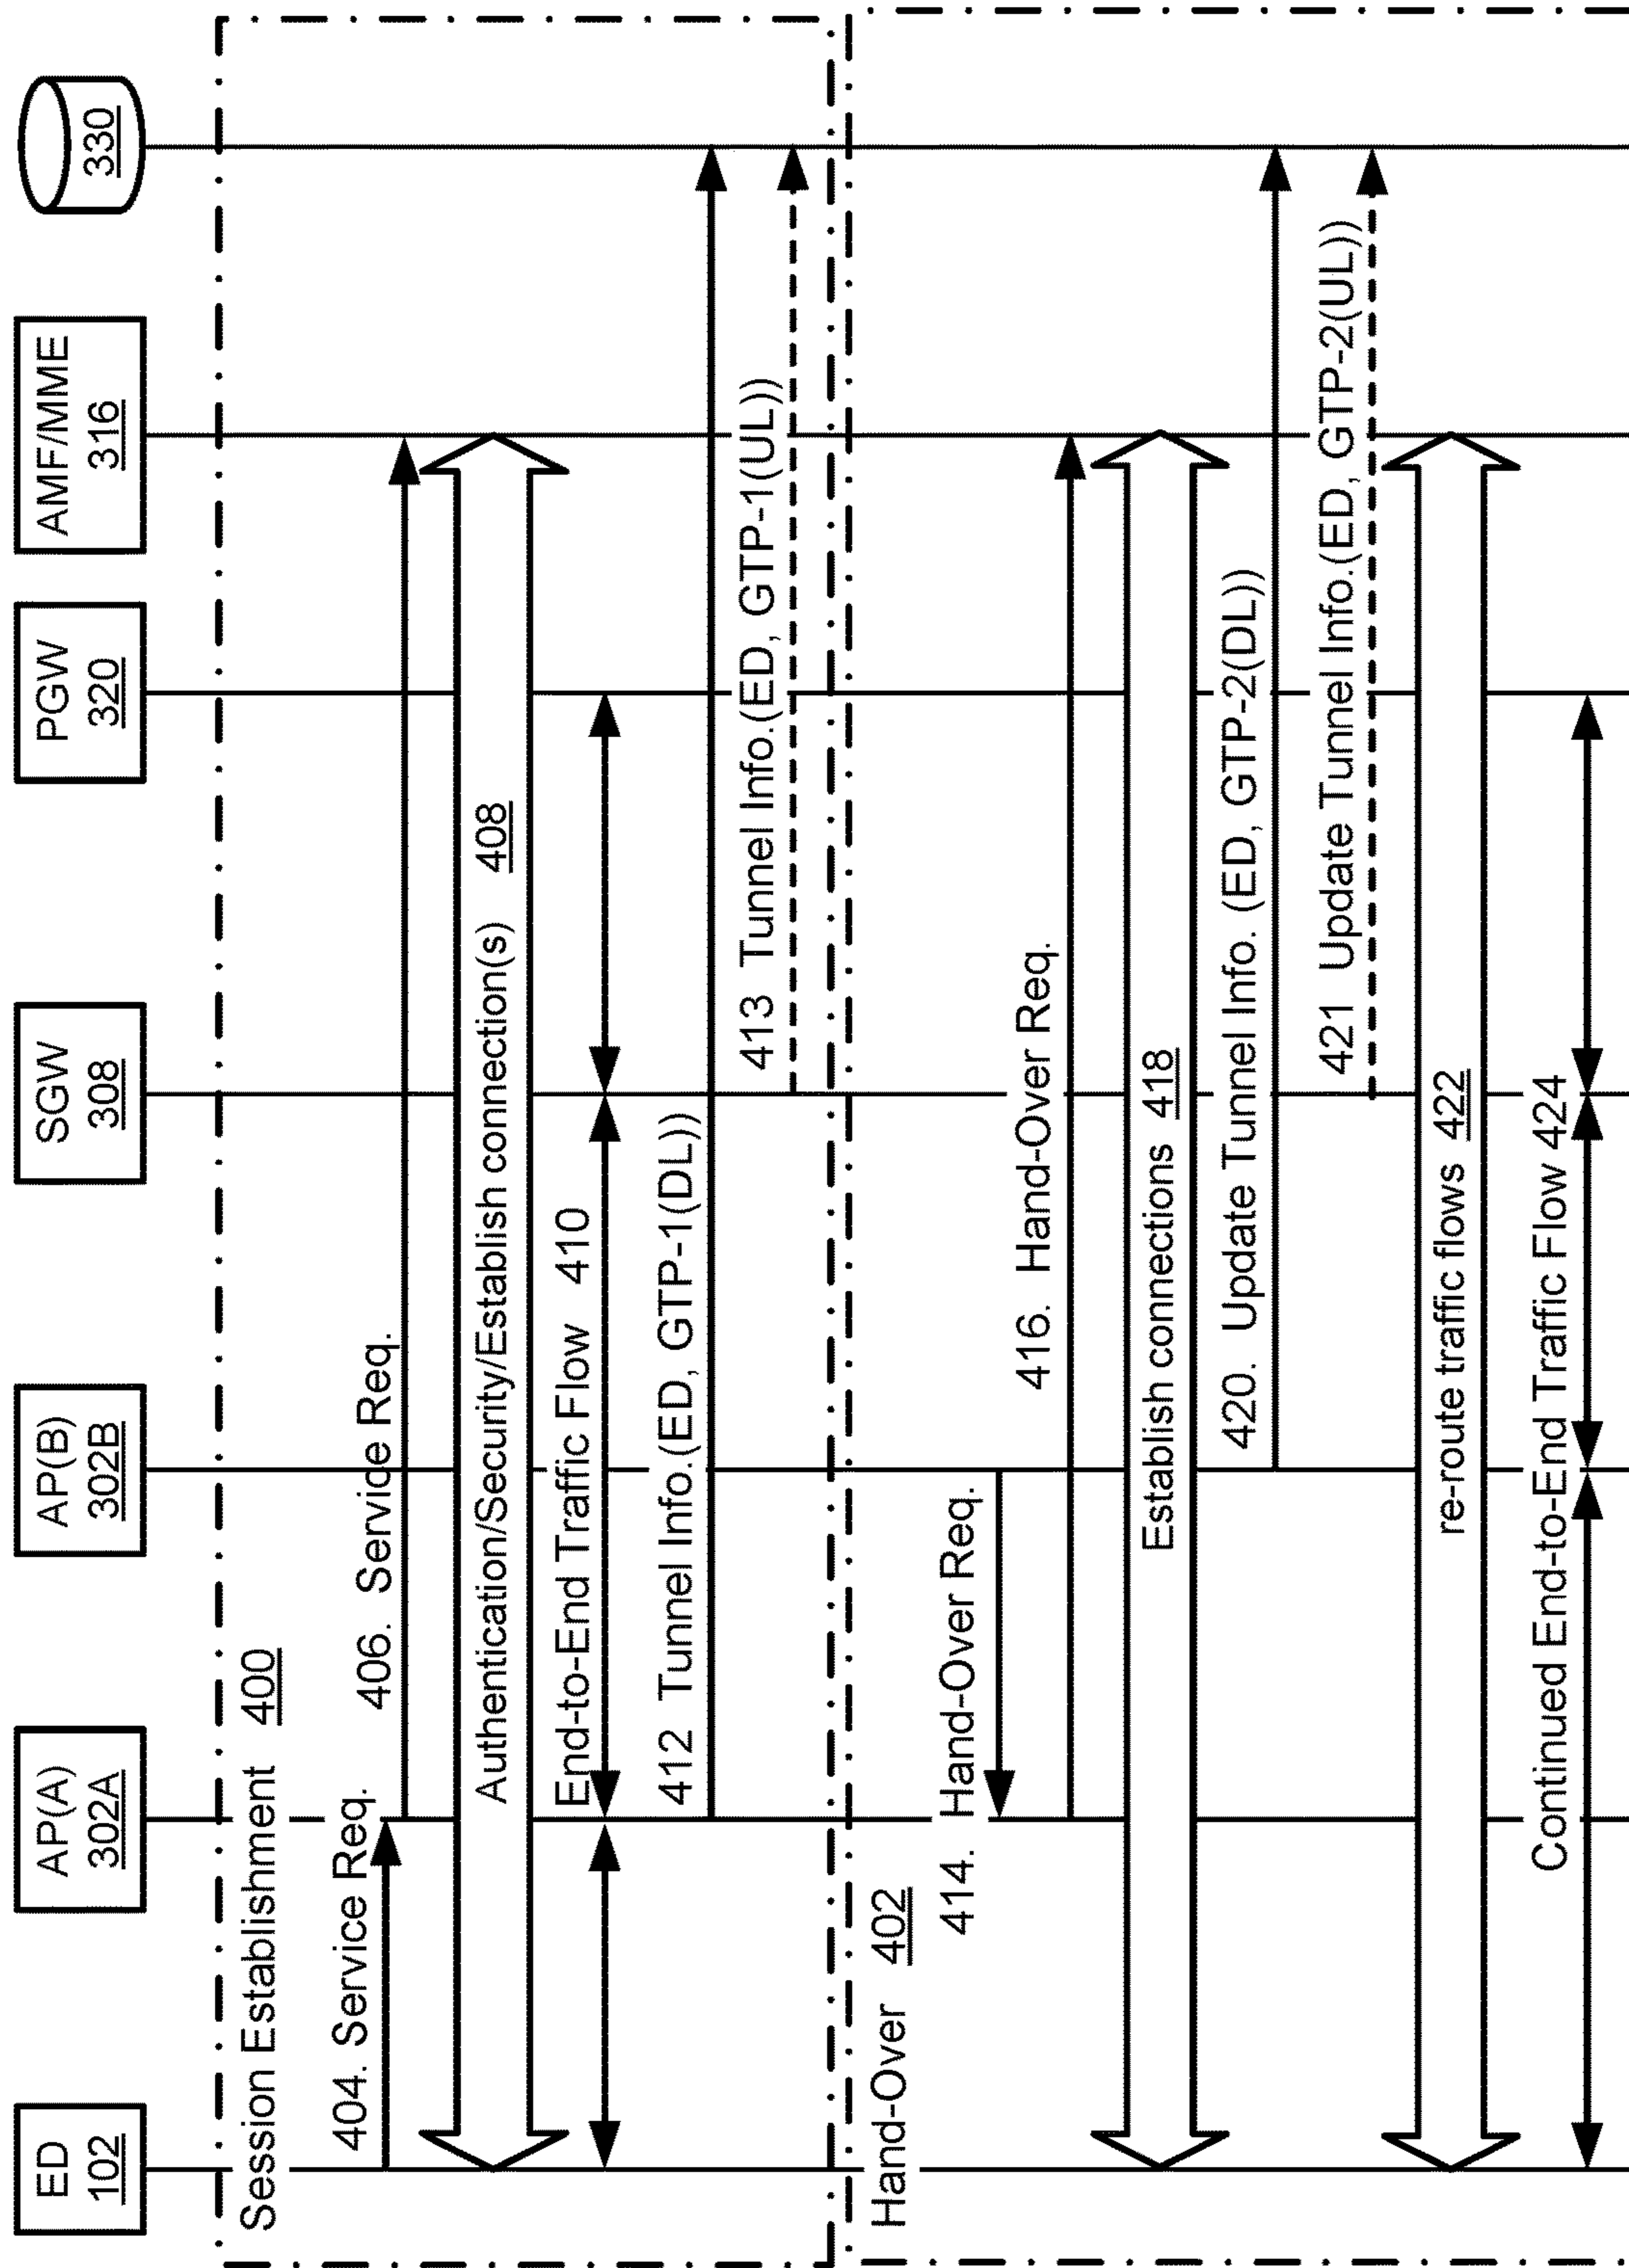 ED
102
AP(A)
302A
AP(B)
302B
SGW
308
PGW
320
AMF/MME
316
330
Session Establishment 400
404. Service Req.
406. Service Req.
Authentication/Security/Establish connection(s) 408
End-to-End Traffic Flow 410
412 Tunnel Info.(ED, GTP-1(DL))
413 Tunnel Info.(ED, GTP-1(UL))
Hand-Over 402
414. Hand-Over Req.
416. Hand-Over Req.
Establish connections 418
420. Update Tunnel Info. (ED, GTP-2(DL))
421 Update Tunnel Info.(ED, GTP-2(UL))
re-route traffic flows 422
Continued End-to-End Traffic Flow 424